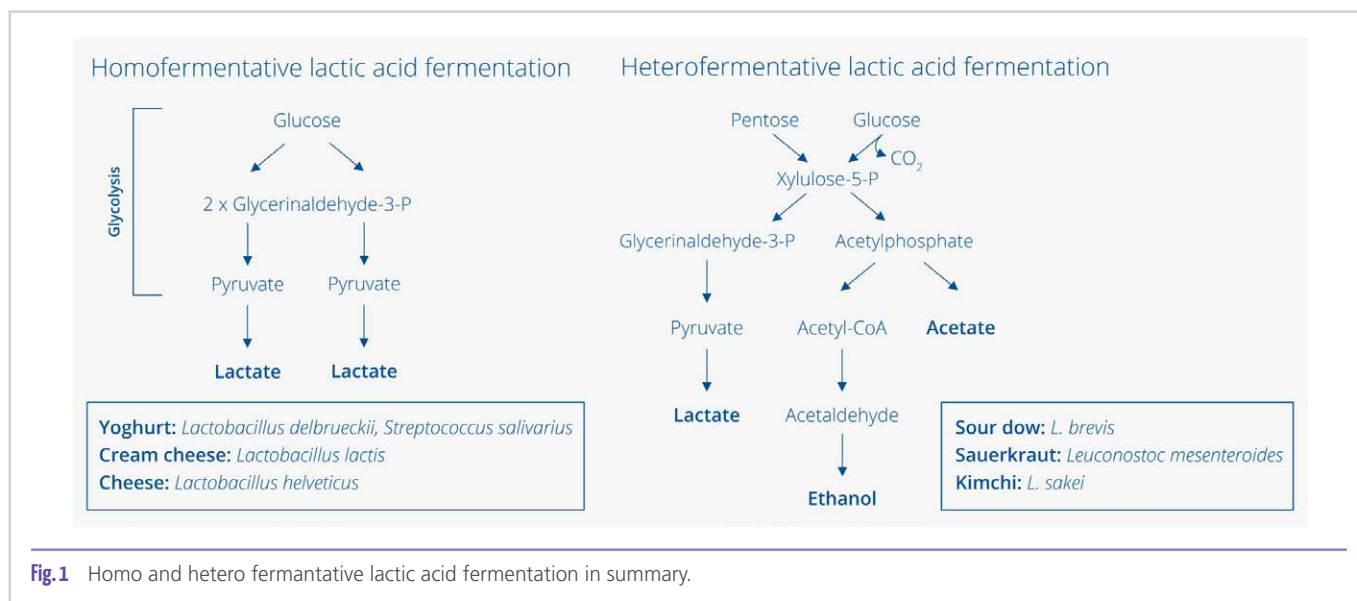 Homofermentative lactic acid fermentation
Glycolysis
Glucose
2 x Glycerinaldehyde-3-P
Pyruvate Pyruvate
Lactate Lactate
Yoghurt: Lactobacillus delbrueckii, Streptococcus salivarius
Cream cheese: Lactobacillus lactis
Cheese: Lactobacillus helveticus
Heterofermentative lactic acid fermentation
Pentose Glucose
CO2
Xylulose-5-P
Glycerinaldehyde-3-P Acetylphosphate
Pyruvate Acetyl-CoA Acetate
Lactate Acetaldehyde
Ethanol
Sour dow: L. brevis
Sauerkraut: Leuconostoc mesenteroides
Kimchi: L. sakei
Fig.1 Homo and hetero fermantative lactic acid fermentation in summary.